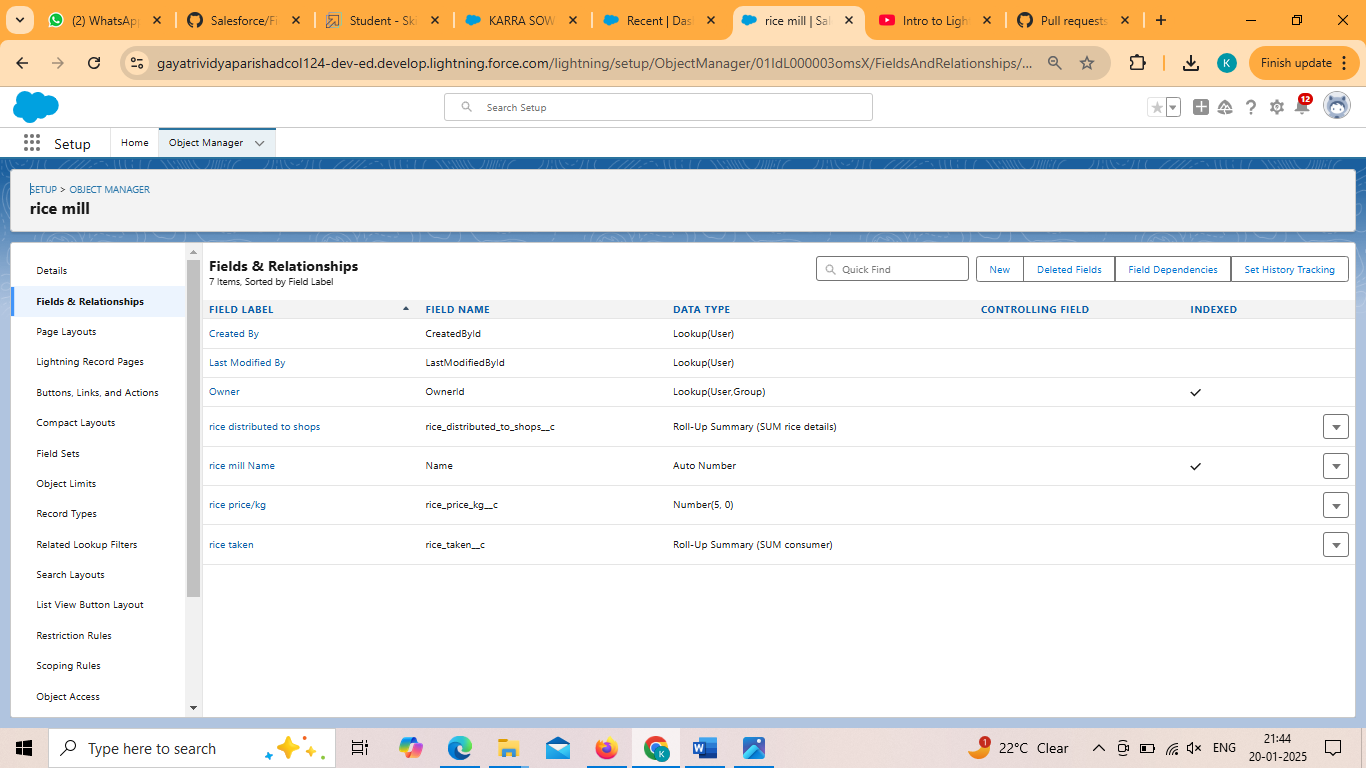 (2) WhatsApp
Salesforce/Fi
Student - Ski
KARRA SOW
Recent | Das
rice mill | Sal
Intro to Ligh
Pull requests
gayatrividyaparishadcol124-dev-ed.develop.lightning.force.com/lightning/setup/ObjectManager/01IdL000003omsX/FieldsAndRelationships/...
K
Finish update
Search Setup
12
Setup
Home
Object Manager
SETUP > OBJECT MANAGER
rice mill
Details
Fields & Relationships
Page Layouts
Lightning Record Pages
Buttons, Links, and Actions
Compact Layouts
Field Sets
Object Limits
Record Types
Related Lookup Filters
Search Layouts
List View Button Layout
Restriction Rules
Scoping Rules
Object Access
Fields & Relationships
7 Items, Sorted by Field Label
Quick Find
New
Deleted Fields
Field Dependencies
Set History Tracking
FIELD LABEL FIELD NAME DATA TYPE CONTROLLING FIELD INDEXED
Created By CreatedById Lookup(User)
Last Modified By LastModifiedById Lookup(User)
Owner OwnerId Lookup(User,Group)
rice distributed to shops rice_distributed_to_shops__c Roll-Up Summary (SUM rice details)
rice mill Name Name Auto Number
rice price/kg rice_price_kg__c Number(5, 0)
rice taken rice_taken__c Roll-Up Summary (SUM consumer)
Type here to search
K
W
1
22°C Clear
ENG
21:44
20-01-2025